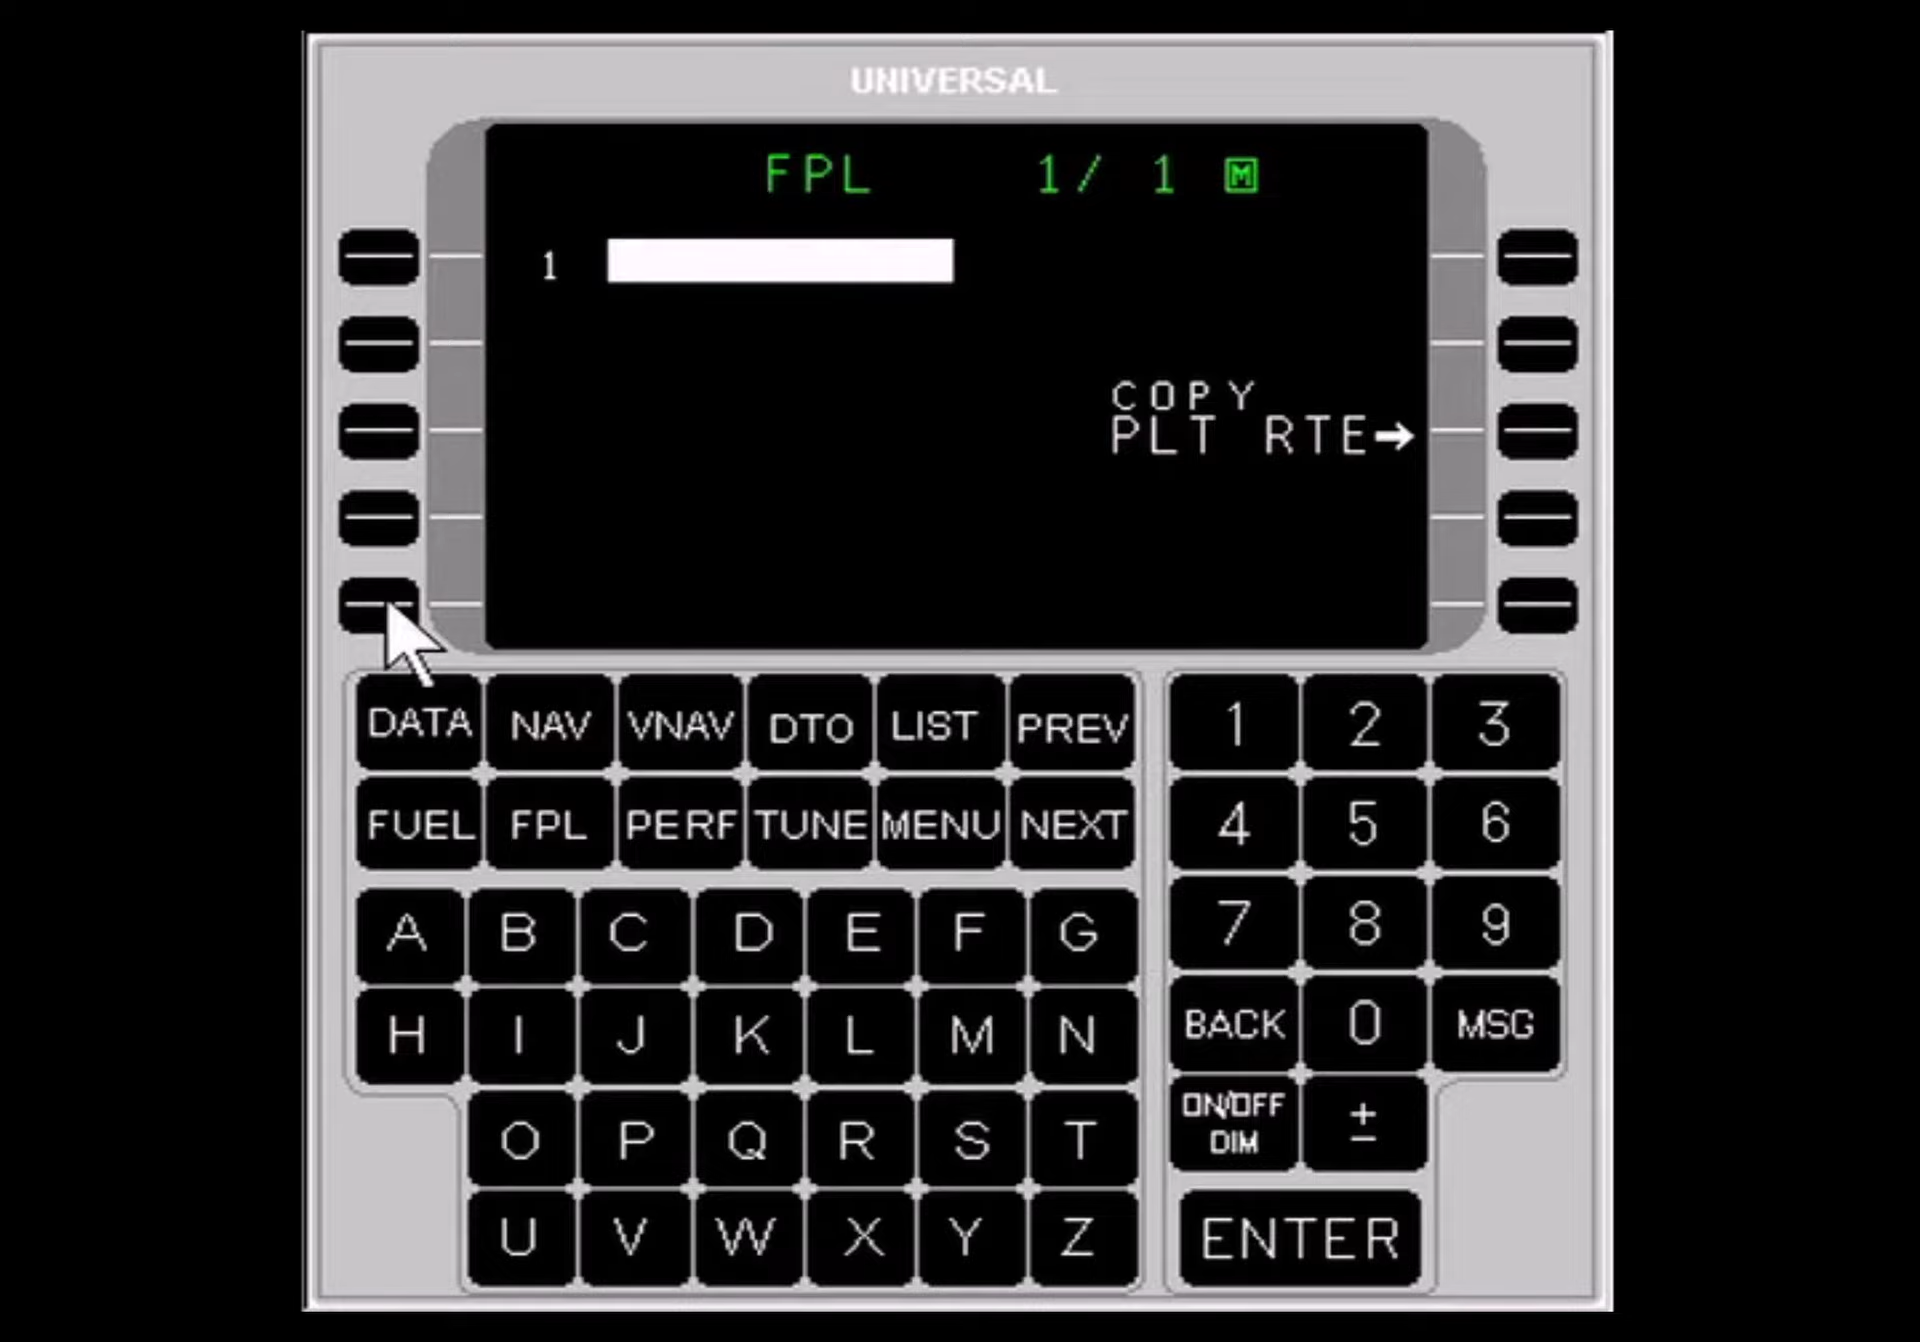 UNIVERSAL
FPL 1/ 1 M
1
COPY
PLT RTE→
DATA NAV VNAV DTO LIST PREV 1 2 3
FUEL FPL PERF TUNE MENU NEXT 4 5 6
A B C D E F G 7 8 9
H I J K L M N BACK 0 MSG
O P Q R S T ON/OFF DIM ±
U V W X Y Z ENTER